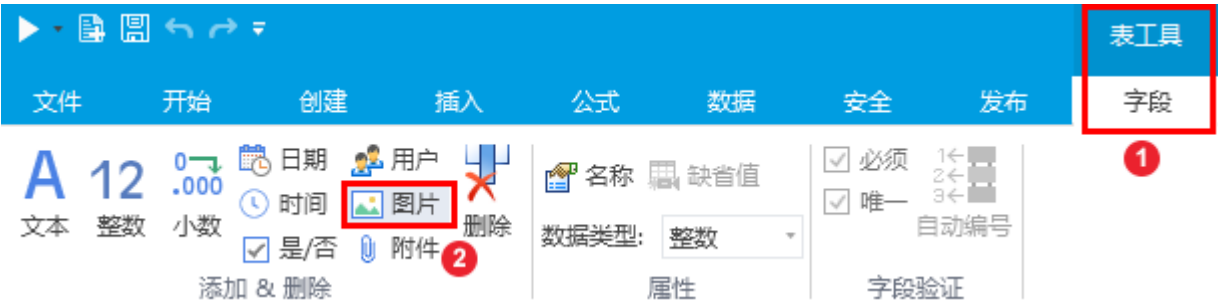 表工具
文件 开始 创建 插入 公式 数据 安全 发布 字段
1
A 12 0 .000 日期 用户 名称 缺省值 必须 1 2 3
文本 整数 小数 时间 图片 删除 数据类型: 整数 唯一 自动编号
是/否 附件 2
添加 & 删除 属性 字段验证